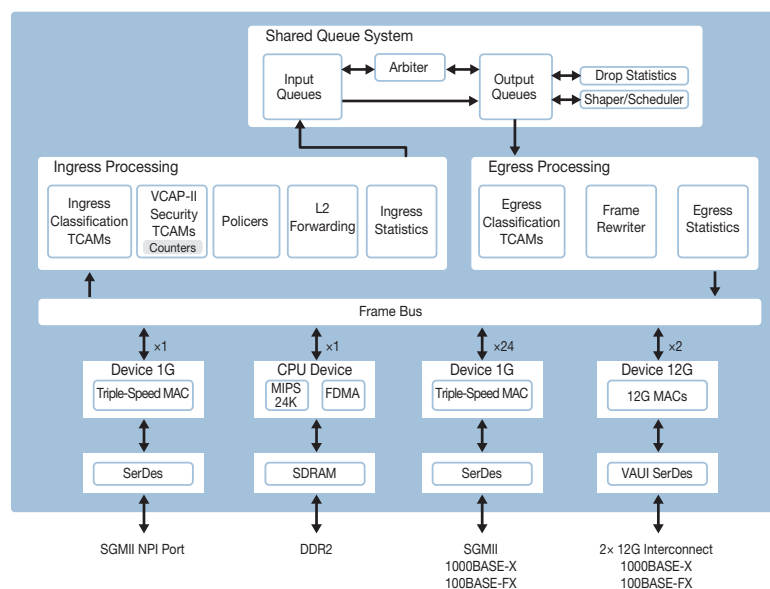 Shared Queue System
Input
Queues
Arbiter
Output
Queues
Drop Statistics
Shaper/Scheduler
Ingress Processing
Ingress
Classification
TCAMs
VCAP-II
Security
TCAMs
Counters
Policers
L2
Forwarding
Ingress
Statistics
Egress Processing
Egress
Classification
TCAMs
Frame
Rewriter
Egress
Statistics
Frame Bus
×1
×1
×24
×2
Device 1G
Triple-Speed MAC
CPU Device
MIPS
24K
FDMA
Device 1G
Triple-Speed MAC
Device 12G
12G MACs
SerDes
SDRAM
SerDes
VAUI SerDes
SGMII NPI Port
DDR2
SGMII
1000BASE-X
100BASE-FX
2× 12G Interconnect
1000BASE-X
100BASE-FX